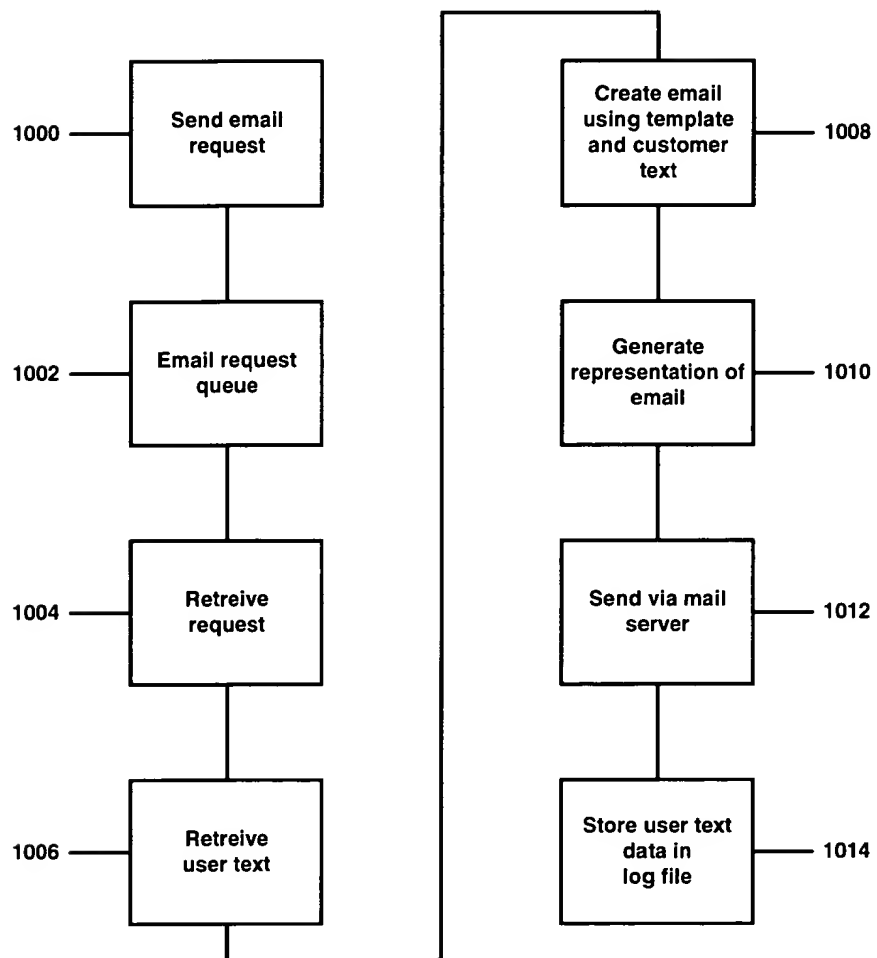 1000
Send email
request
1002
Email request
queue
1004
Retreive
request
1006
Retreive
user text
Create email
using template
and customer
text
1008
Generate
representation of
email
1010
Send via mail
server
1012
Store user text
data in
log file
1014